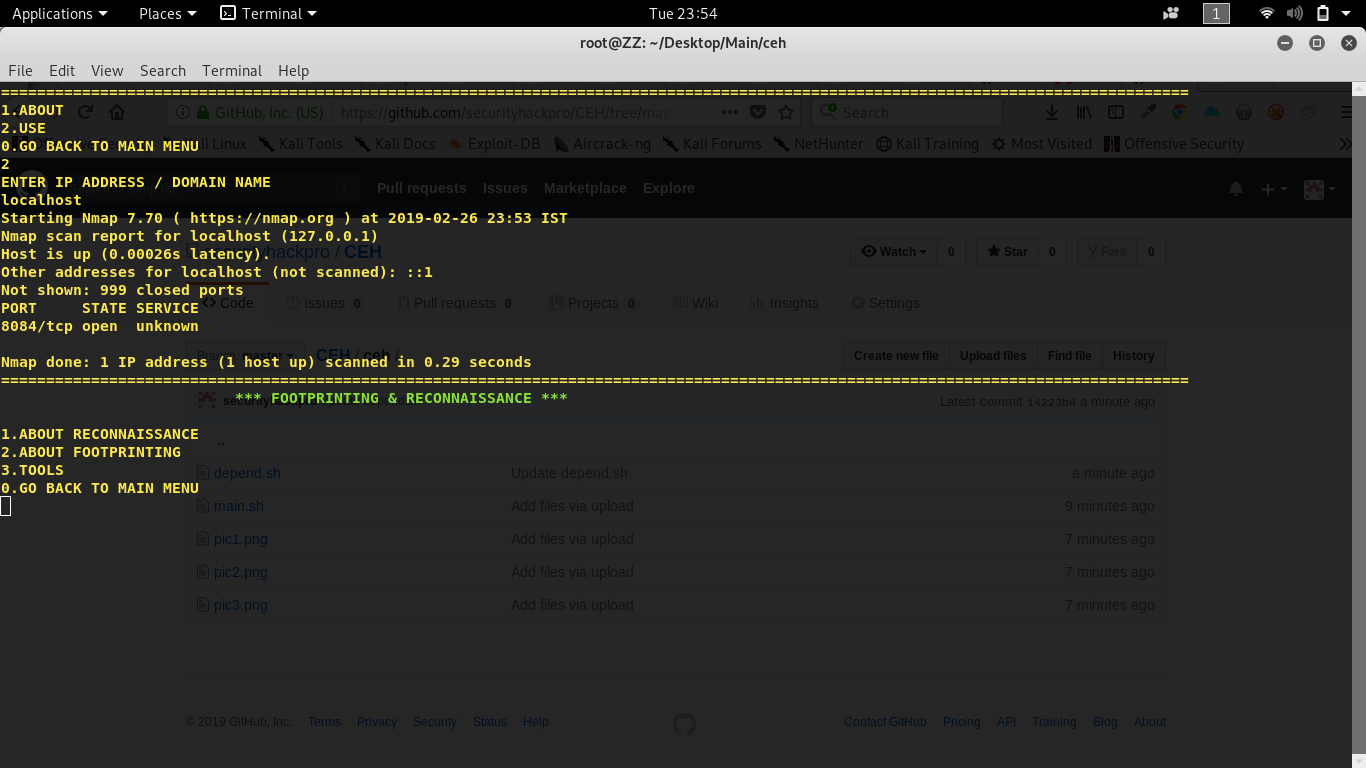 Applications Places Terminal Tue 23:54 1
root@ZZ: ~/Desktop/Main/ceh
File Edit View Search Terminal Help
================================================================================================================================
1.ABOUT
GitHub, Inc. (US) https://github.com/securityhackpro/CEH/tree/mast Search
2.USE
0.GO BACK TO MAIN MENU
Kali Linux Kali Tools Kali Docs Exploit-DB Aircrack-ng Kali Forums NetHunter Kali Training Most Visited Offensive Security
2
ENTER IP ADDRESS / DOMAIN NAME
Pull requests Issues Marketplace Explore
localhost
Starting Nmap 7.70 ( https://nmap.org ) at 2019-02-26 23:53 IST
Nmap scan report for localhost (127.0.0.1)
Host is up (0.00026s latency).
hackpro / CEH Watch 0 Star 0 Fork 0
Other addresses for localhost (not scanned): ::1
Not shown: 999 closed ports
Code Issues 0 Pull requests 0 Projects 0 Wiki Insights Settings
PORT     STATE SERVICE
8084/tcp open  unknown
Nmap done: 1 IP address (1 host up) scanned in 0.29 seconds
Branch: master CEH / ceh / Create new file Upload files Find file History
================================================================================================================================
*** FOOTPRINTING & RECONNAISSANCE ***
Latest commit 14223b8 a minute ago
1.ABOUT RECONNAISSANCE
..
2.ABOUT FOOTPRINTING
3.TOOLS
depend.sh Update depend.sh a minute ago
0.GO BACK TO MAIN MENU
main.sh Add files via upload 9 minutes ago
pic1.png Add files via upload 7 minutes ago
pic2.png Add files via upload 7 minutes ago
pic3.png Add files via upload 7 minutes ago
© 2019 GitHub, Inc. Terms Privacy Security Status Help Contact GitHub Pricing API Training Blog About